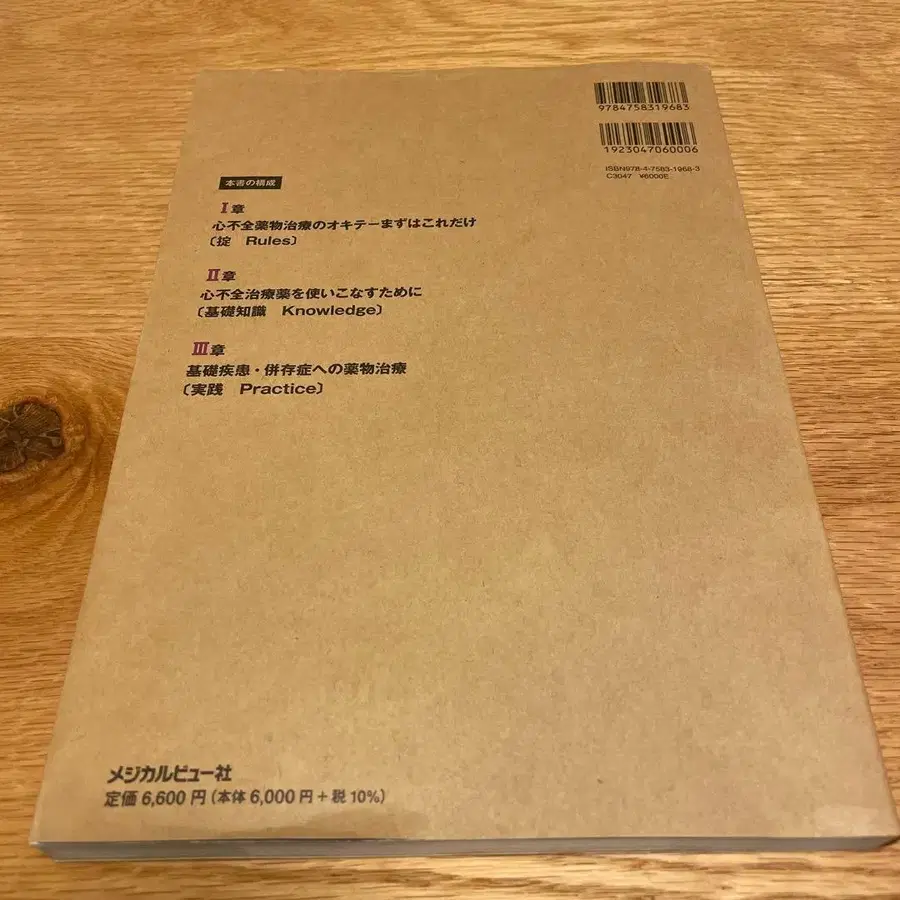 9784758319683
1923047060006
ISBN978-4-7583-1968-3
C3047 ¥6000E
本書の構成
Ⅰ章
心不全薬物治療のオキテーまずはこれだけ
〔掟 Rules〕
Ⅱ章
心不全治療薬を使いこなすために
〔基礎知識 Knowledge〕
Ⅲ章
基礎疾患・併存症への薬物治療
〔実践 Practice〕
メジカルビュー社
定価 6,600 円 (本体 6,000 円 + 税 10%)